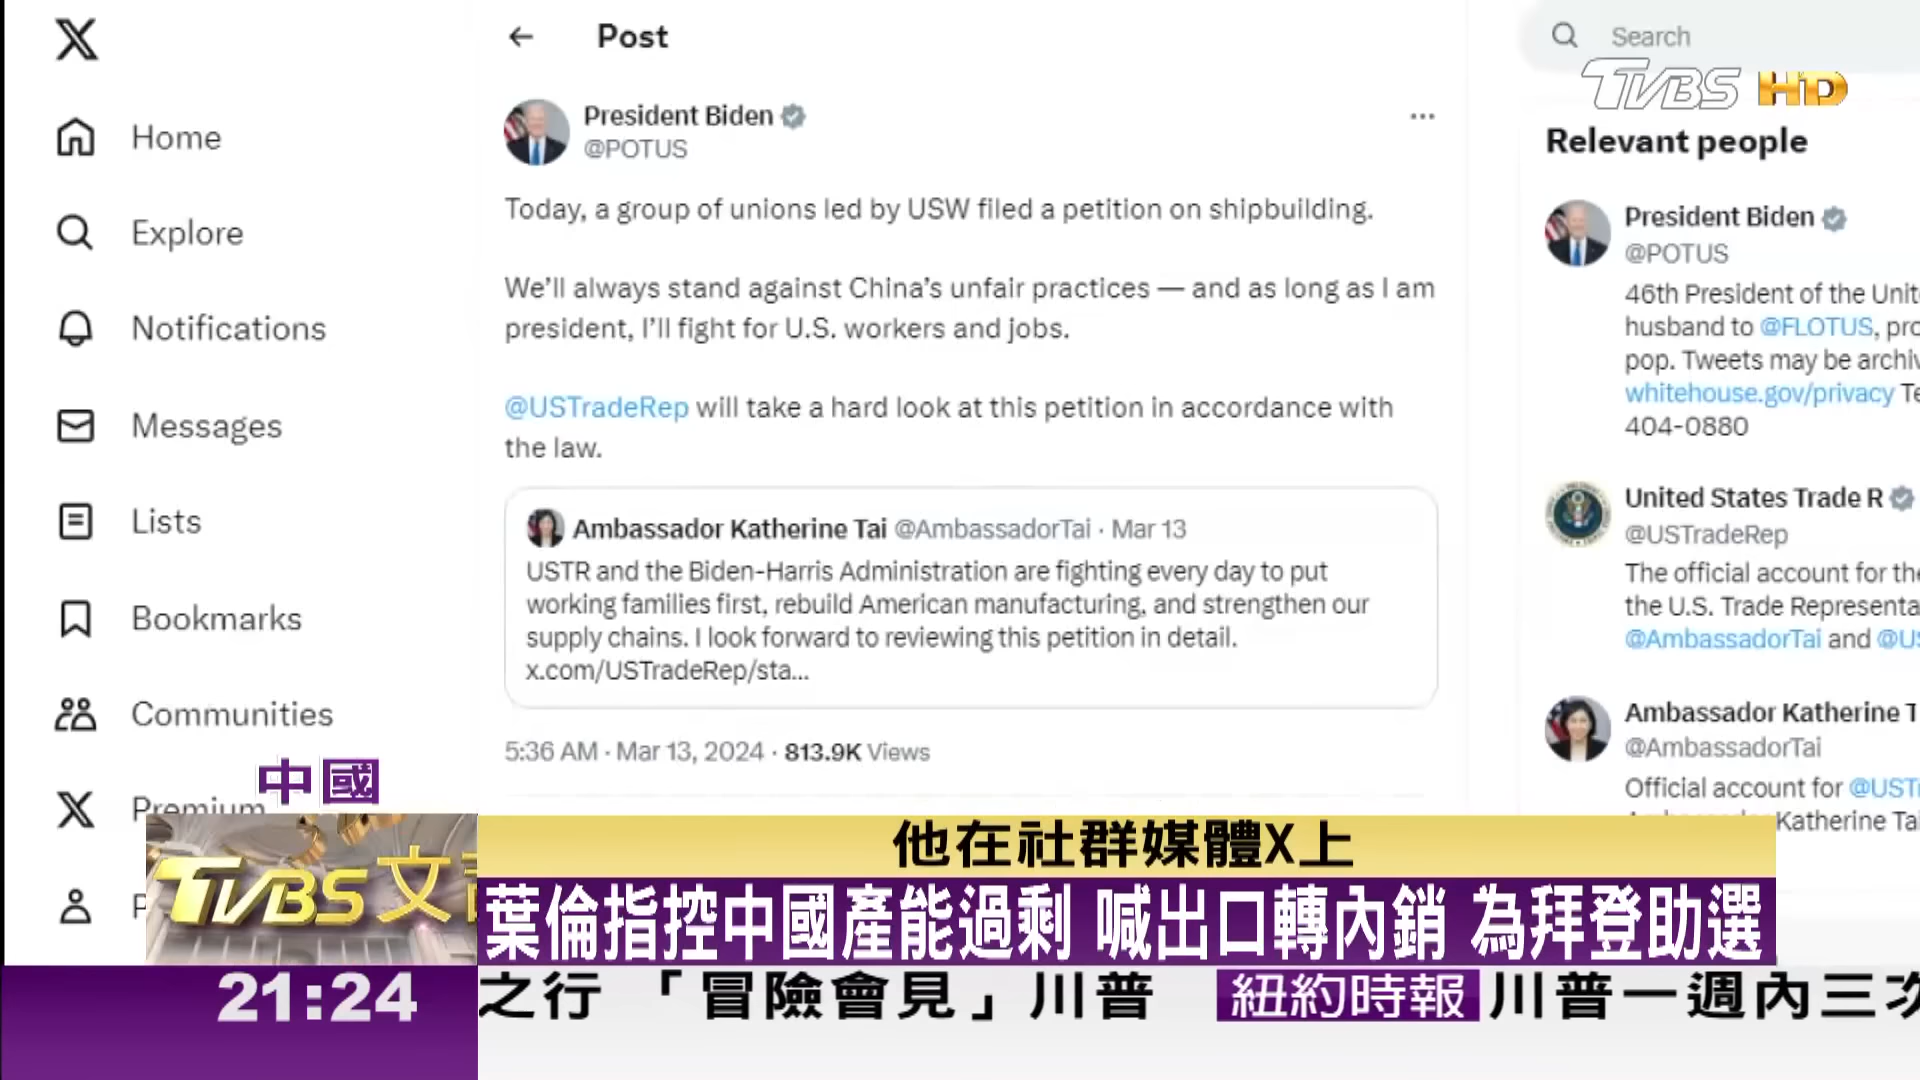 Home
Explore
Notifications
Messages
Lists
Bookmarks
Communities
Premium
Post
President Biden
@POTUS
Today, a group of unions led by USW filed a petition on shipbuilding.
We'll always stand against China's unfair practices — and as long as I am
president, I'll fight for U.S. workers and jobs.
@USTradeRep will take a hard look at this petition in accordance with
the law.
Ambassador Katherine Tai @AmbassadorTai · Mar 13
USTR and the Biden-Harris Administration are fighting every day to put
working families first, rebuild American manufacturing, and strengthen our
supply chains. I look forward to reviewing this petition in detail.
x.com/USTradeRep/sta...
5:36 AM · Mar 13, 2024 · 813.9K Views
Search
TVBS HD
Relevant people
President Biden
@POTUS
46th President of the Unit
husband to @FLOTUS, pro
pop. Tweets may be archiv
whitehouse.gov/privacy Te
404-0880
United States Trade R
@USTradeRep
The official account for the
the U.S. Trade Representa
@AmbassadorTai and @US
Ambassador Katherine T
@AmbassadorTai
Official account for @UST
Katherine Tai
中國
TVBS 文
他在社群媒體X上
葉倫指控中國產能過剩 喊出口轉內銷 為拜登助選
21:24
之行 「冒險會見」川普 紐約時報 川普一週內三次